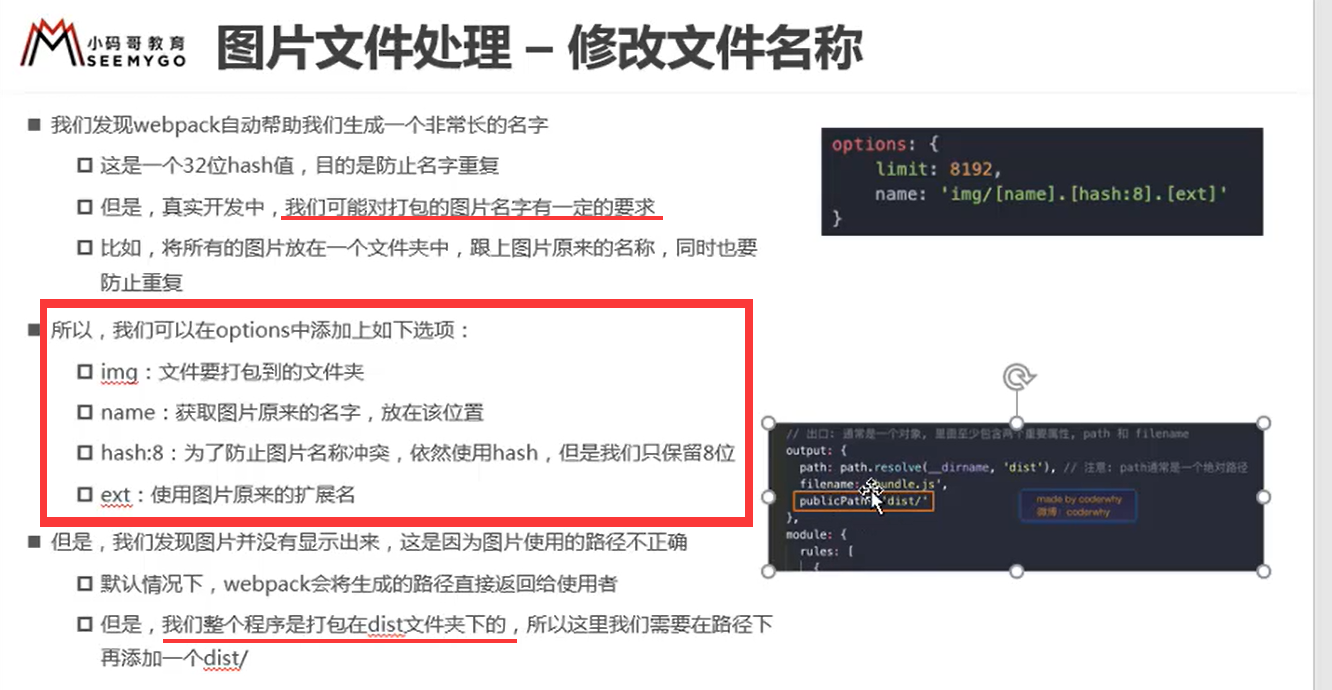 小码哥教育
SEEMYGO
图片文件处理 – 修改文件名称
我们发现webpack自动帮助我们生成一个非常长的名字
这是一个32位hash值，目的是防止名字重复
但是，真实开发中，我们可能对打包的图片名字有一定的要求
比如，将所有的图片放在一个文件夹中，跟上图片原来的名称，同时也要
防止重复
所以，我们可以在options中添加上如下选项：
img：文件要打包到的文件夹
name：获取图片原来的名字，放在该位置
hash:8：为了防止图片名称冲突，依然使用hash，但是我们只保留8位
ext：使用图片原来的扩展名
但是，我们发现图片并没有显示出来，这是因为图片使用的路径不正确
默认情况下，webpack会将生成的路径直接返回给使用者
但是，我们整个程序是打包在dist文件夹下的，所以这里我们需要在路径下
再添加一个dist/
options: {
limit: 8192,
name: 'img/[name].[hash:8].[ext]'
}
// 出口: 通常是一个对象, 里面至少包含两个重要属性, path 和 filename
output: {
path: path.resolve(__dirname, 'dist'), // 注意: path通常是一个绝对路径
filename: 'bundle.js',
publicPath: 'dist/'
},
module: {
rules: [
{
made by coderwhy
微博: coderwhy